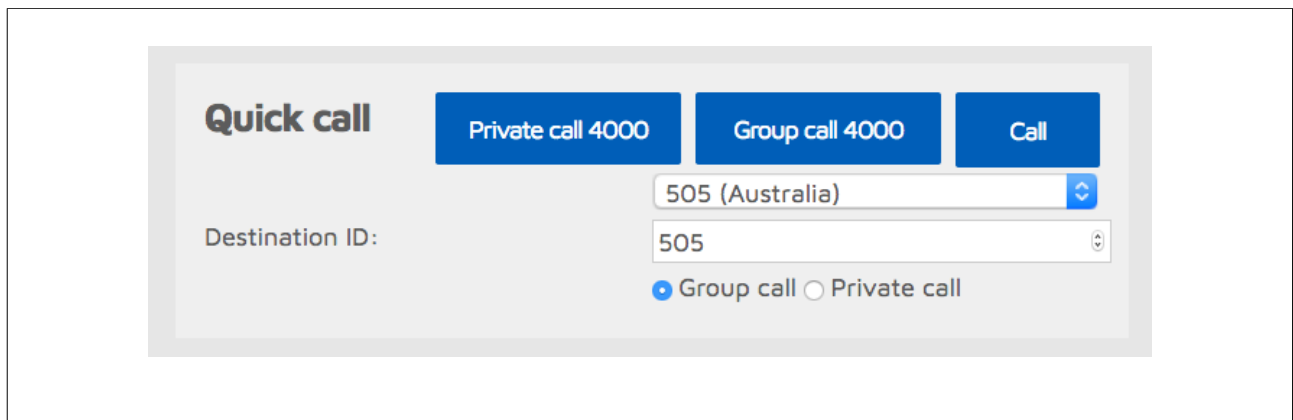 Quick call
Private call 4000
Group call 4000
Call
505 (Australia)
Destination ID:
505
Group call
Private call